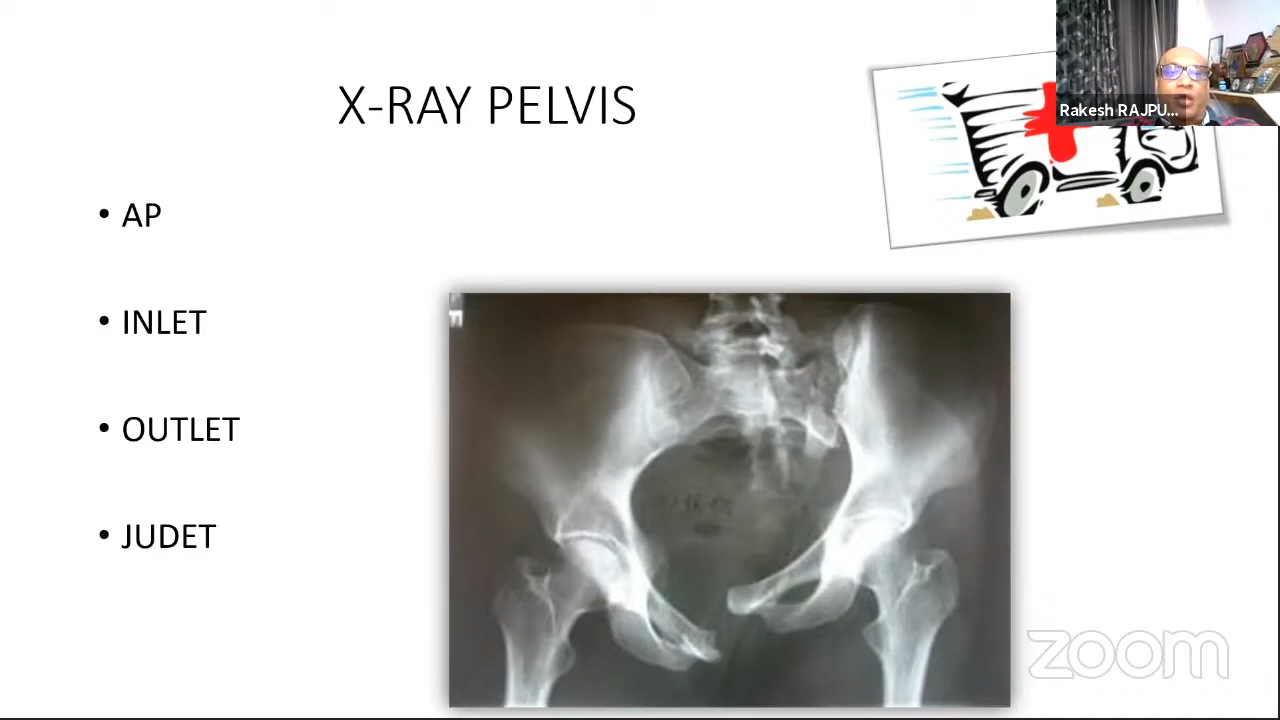 X-RAY PELVIS
Rakesh RAJPU...
• AP
• INLET
• OUTLET
• JUDET
zoom